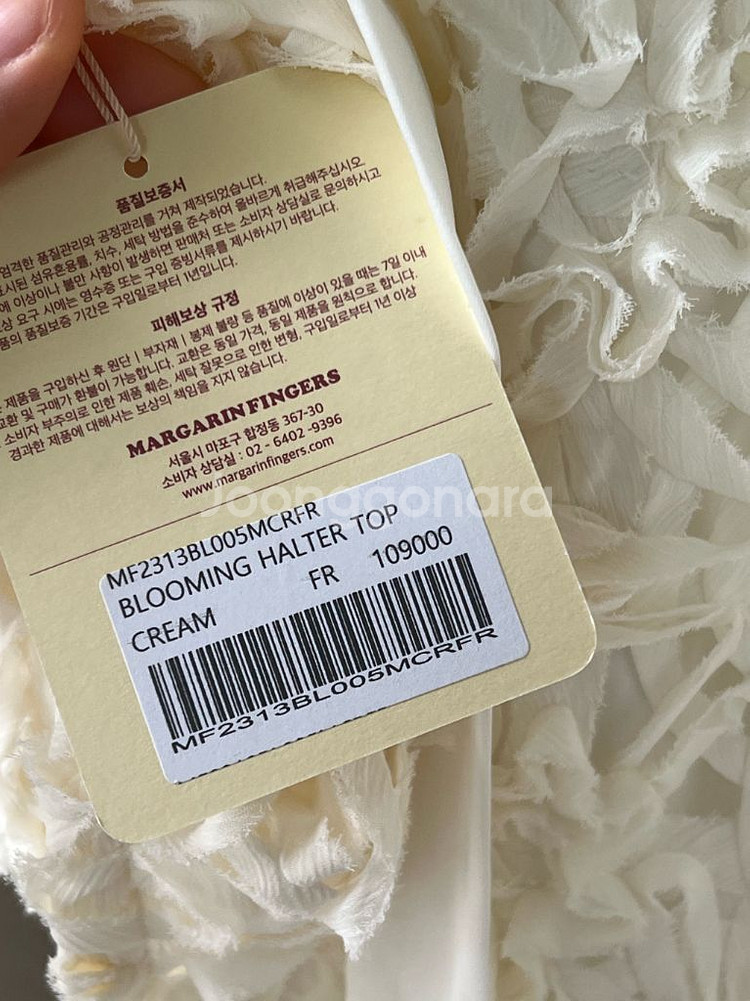 품질보증서
엄격한 품질관리와 공정관리를 거쳐 제작되었습니다.
표시된 섬유혼용률, 치수, 세탁 방법을 준수하여 올바르게 취급해주십시오
에 이상이나 불만 사항이 발생하면 판매처 또는 소비자 상담실로 문의하시고
상 요구 시에는 영수증 또는 구입 증빙서류를 제시하시기 바랍니다.
품의 품질보증 기간은 구입일로부터 1년입니다.
피해보상 규정
제품을 구입하신 후 원단 | 부자재 | 봉제 불량 등 품질에 이상이 있을 때는 7일 이내
교환 및 구매가 환불이 가능합니다. 교환은 동일 가격, 동일 제품을 원칙으로 합니다.
소비자 부주의로 인한 제품 훼손, 세탁 잘못으로 인한 변형, 구입일로부터 1년 이상
경과한 제품에 대해서는 보상의 책임을 지지 않습니다.
MARGARIN FINGERS
서울시 마포구 합정동 367-30
소비자 상담실 : 02 - 6402 -9396
www.margarinfingers.com
Joonggonara
MF2313BL005MCRFR
BLOOMING HALTER TOP
FR 109000
CREAM
MF2313BL005MCRFR